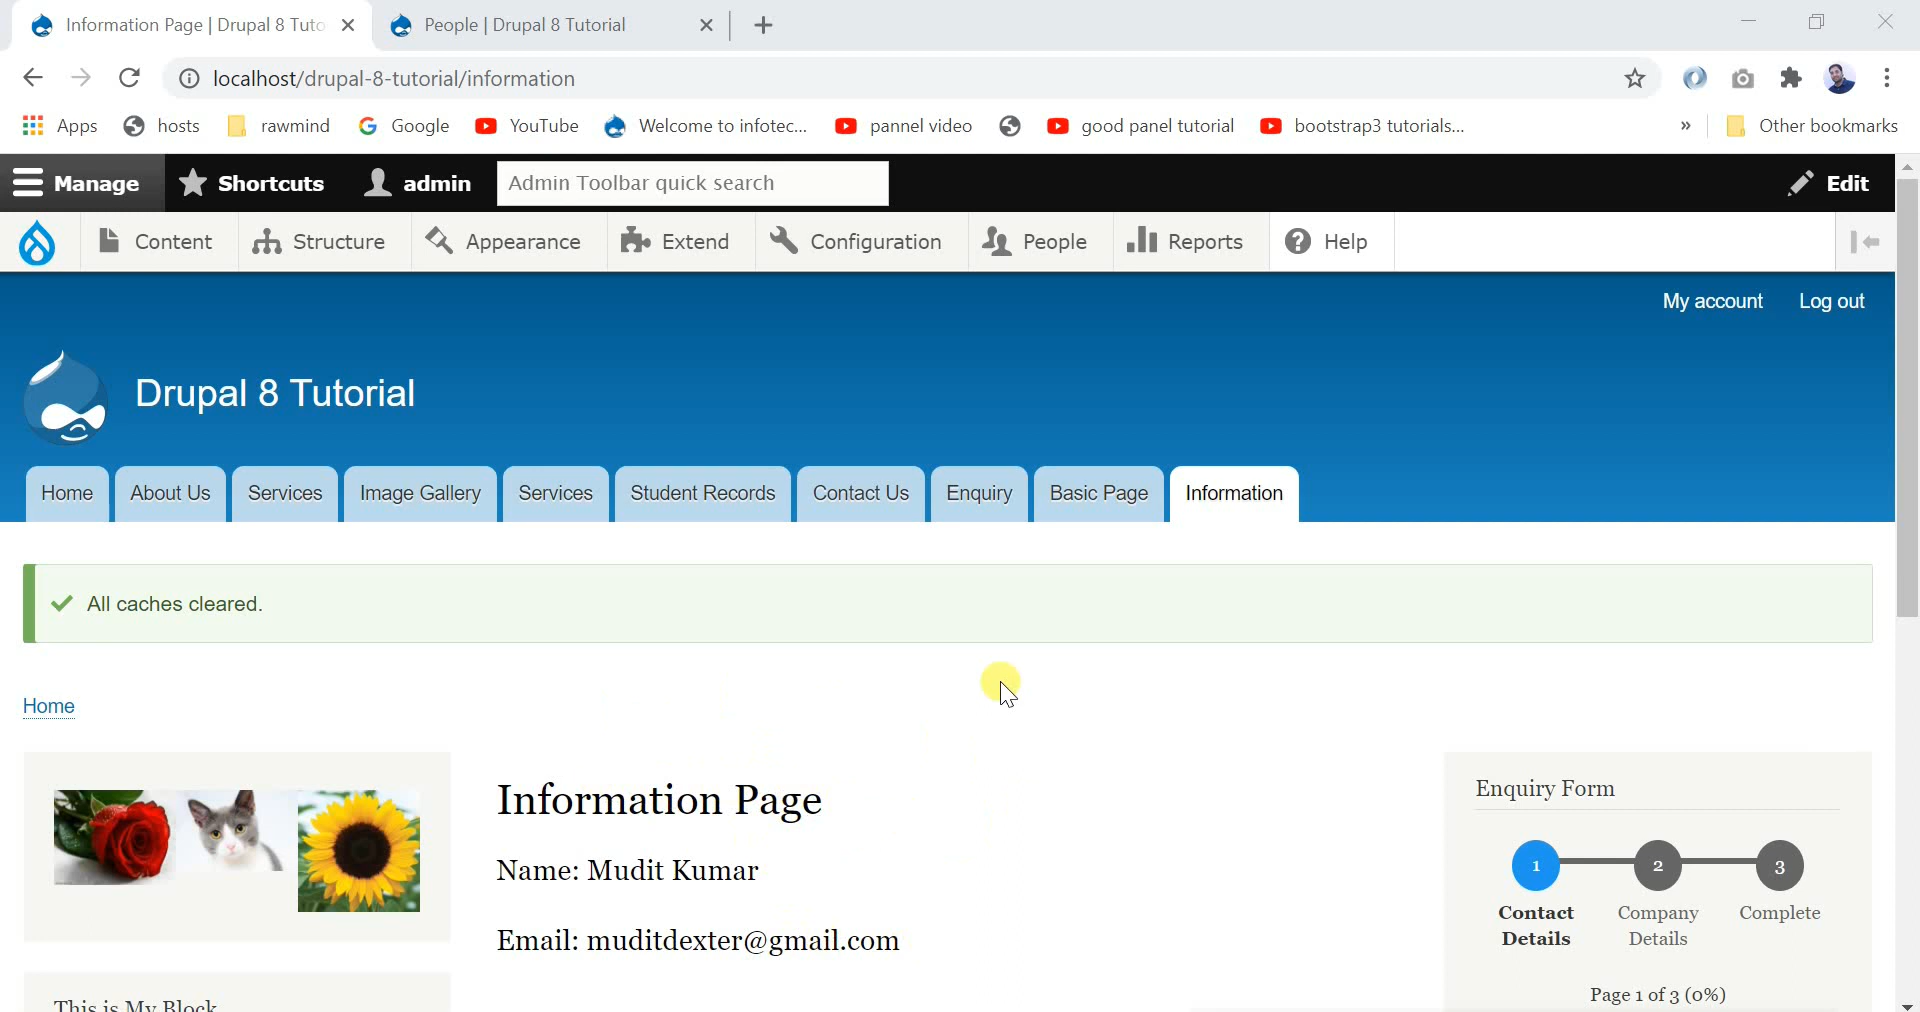 Information Page | Drupal 8 Tuto
People | Drupal 8 Tutorial
localhost/drupal-8-tutorial/information
Apps hosts rawmind Google YouTube Welcome to infotec... pannel video good panel tutorial bootstrap3 tutorials... » Other bookmarks
Manage Shortcuts admin Admin Toolbar quick search Edit
Content Structure Appearance Extend Configuration People Reports Help
My account Log out
Drupal 8 Tutorial
Home About Us Services Image Gallery Services Student Records Contact Us Enquiry Basic Page Information
All caches cleared.
Home
Information Page
Name: Mudit Kumar
Email: muditdexter@gmail.com
This is My Block
Enquiry Form
1 2 3
Contact Company Complete
Details Details
Page 1 of 3 (0%)